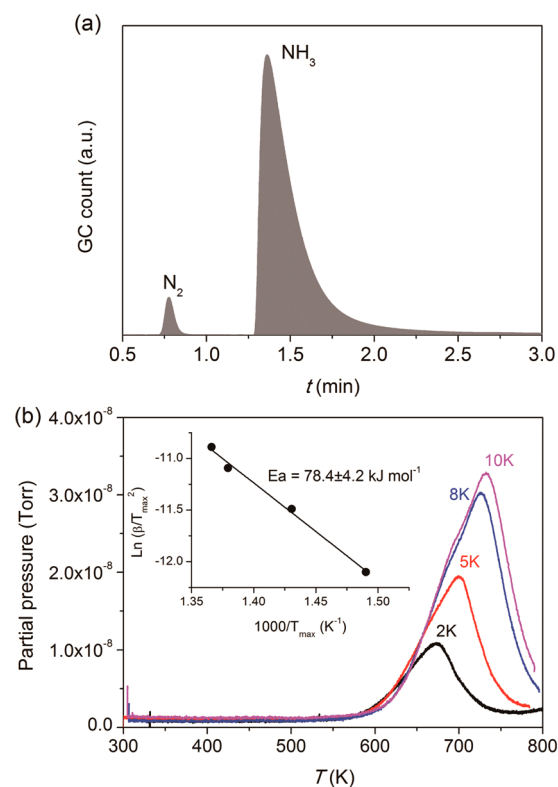 (a)
NH₃
N₂
GC count (a.u.)
0.5 1.0 1.5 2.0 2.5 3.0
t (min)
(b)
4.0x10⁻⁸
3.0x10⁻⁸
2.0x10⁻⁸
1.0x10⁻⁸
0.0
Partial pressure (Torr)
-11.0
-11.5
-12.0
Ln (β/Tₘₐₓ²)
Ea = 78.4±4.2 kJ mol⁻¹
1.35 1.40 1.45 1.50
1000/Tₘₐₓ (K⁻¹)
10K
8K
5K
2K
300 400 500 600 700 800
T (K)